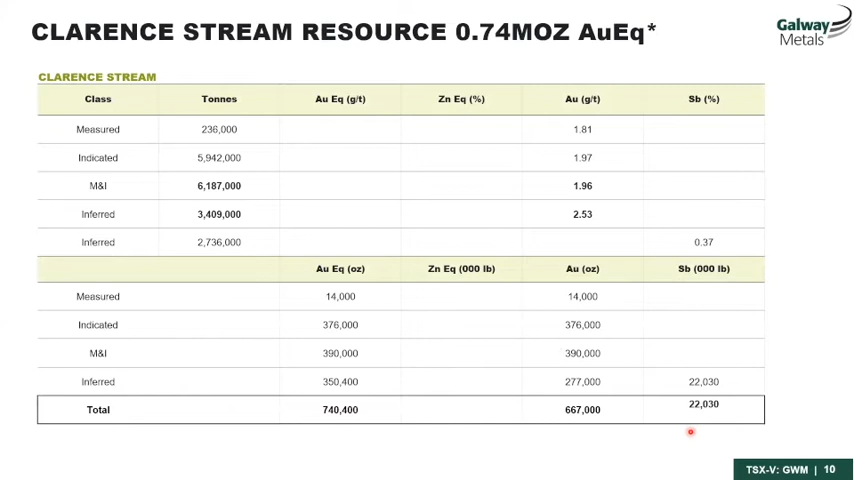 CLARENCE STREAM RESOURCE 0.74MOZ AuEq*
Galway
Metals
CLARENCE STREAM
Class Tonnes Au Eq (g/t) Zn Eq (%) Au (g/t) Sb (%)
Measured 236,000 1.81
Indicated 5,942,000 1.97
M&I 6,187,000 1.96
Inferred 3,409,000 2.53
Inferred 2,736,000 0.37
Au Eq (oz) Zn Eq (000 lb) Au (oz) Sb (000 lb)
Measured 14,000 14,000
Indicated 376,000 376,000
M&I 390,000 390,000
Inferred 350,400 277,000 22,030
Total 740,400 667,000 22,030
TSX-V: GWM | 10